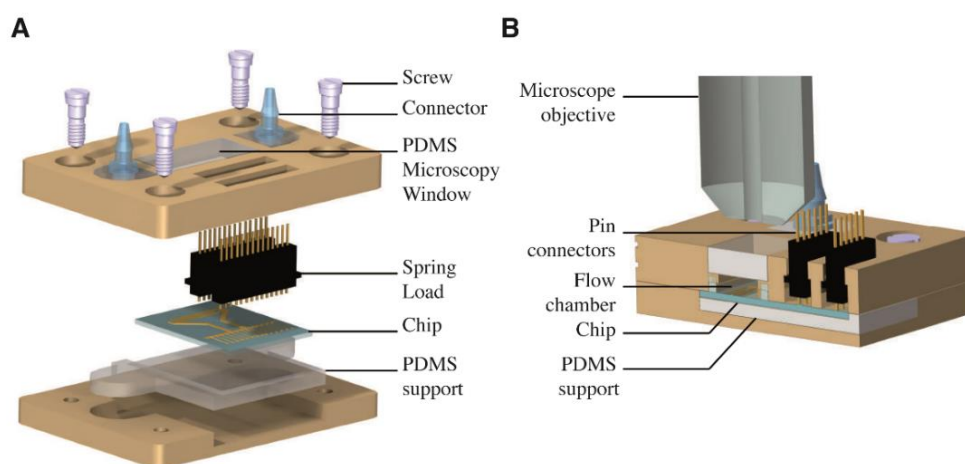 A
Screw
Connector
PDMS
Microscopy
Window
Spring
Load
Chip
PDMS
support
B
Microscope
objective
Pin
connectors
Flow
chamber
Chip
PDMS
support